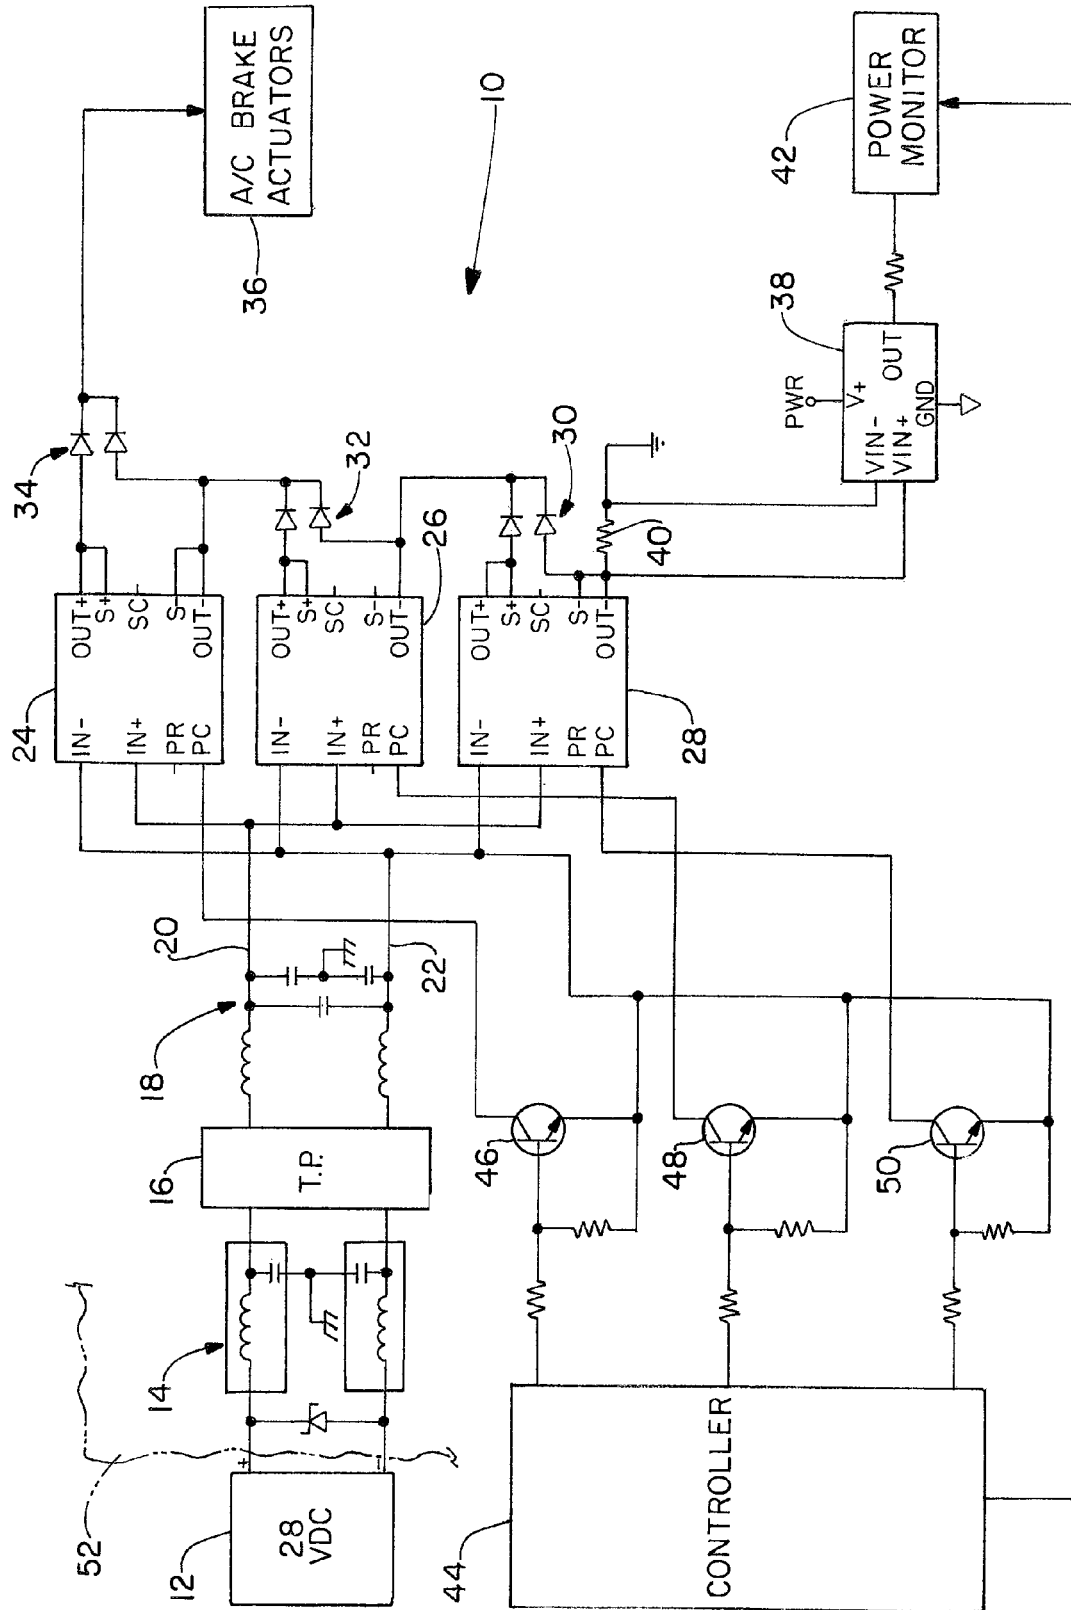 34
36
A/C BRAKE
ACTUATORS
10
24
OUT+
S+
SC
S-
OUT-
IN-
IN+
PR
PC
32
26
OUT+
S+
SC
S-
OUT-
IN-
IN+
PR
PC
30
28
OUT+
S+
SC
S-
OUT-
IN-
IN+
PR
PC
40
38
PWR
V+
VIN-
VIN+
OUT
GND
42
POWER
MONITOR
20
22
18
16
T.P.
14
52
12
+
-
28
VDC
46
48
50
44
CONTROLLER